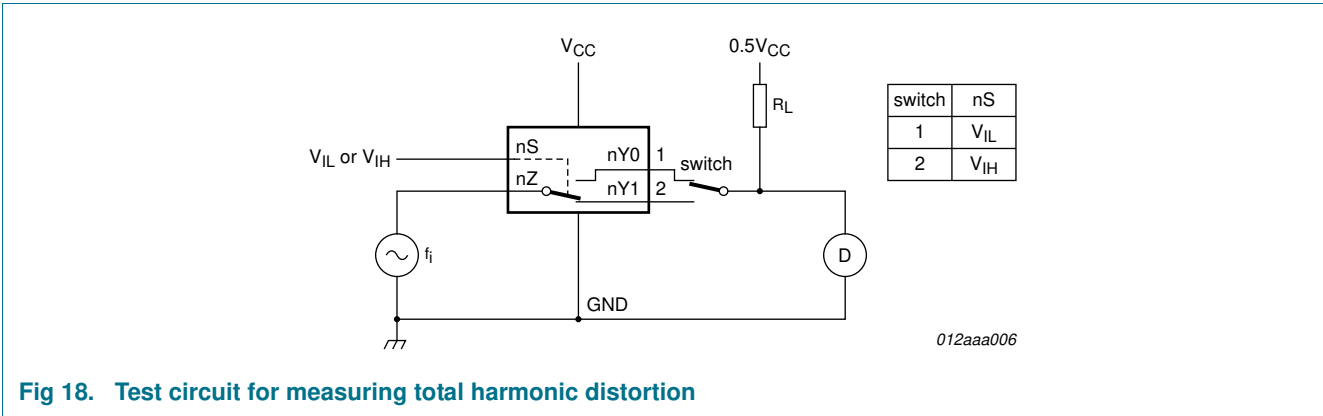 VCC
0.5VCC
RL
switch nS
1 VIL
2 VIH
VIL or VIH
nS
nY0 1
switch
nZ
nY1 2
fi
D
GND
012aaa006
Fig 18. Test circuit for measuring total harmonic distortion